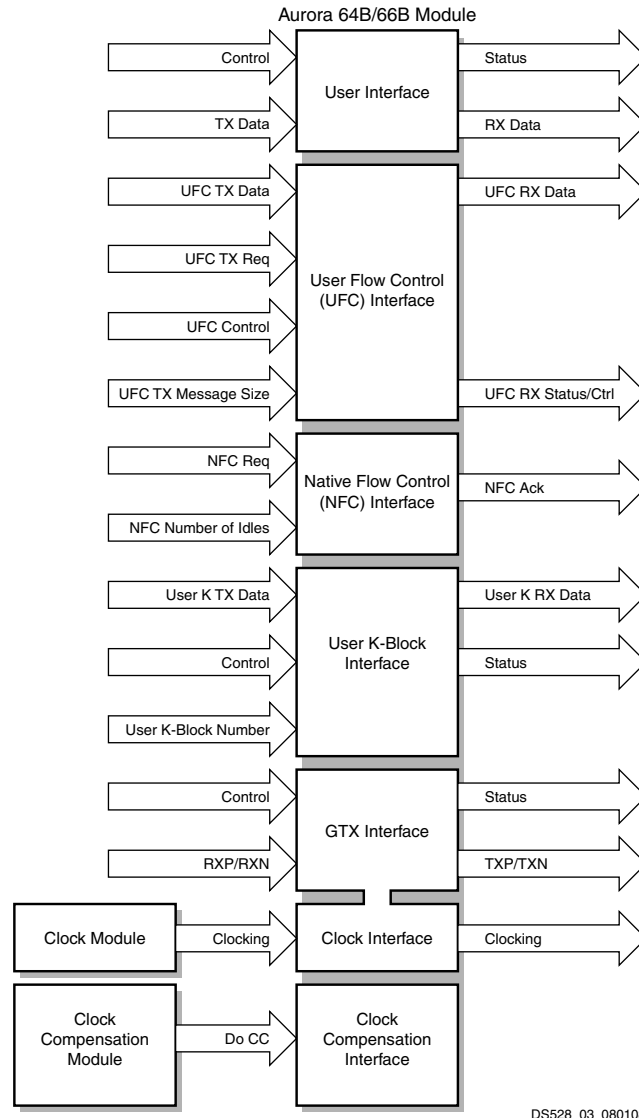 Aurora 64B/66B Module
Control
User Interface
Status
TX Data
RX Data
UFC TX Data
UFC RX Data
UFC TX Req
User Flow Control
(UFC) Interface
UFC Control
UFC TX Message Size
UFC RX Status/Ctrl
NFC Req
Native Flow Control
(NFC) Interface
NFC Ack
NFC Number of Idles
User K TX Data
User K RX Data
User K-Block
Interface
Control
Status
User K-Block Number
Control
Status
GTX Interface
RXP/RXN
TXP/TXN
Clock Module
Clocking
Clock Interface
Clocking
Clock
Compensation
Module
Do CC
Clock
Compensation
Interface
DS528_03_08010